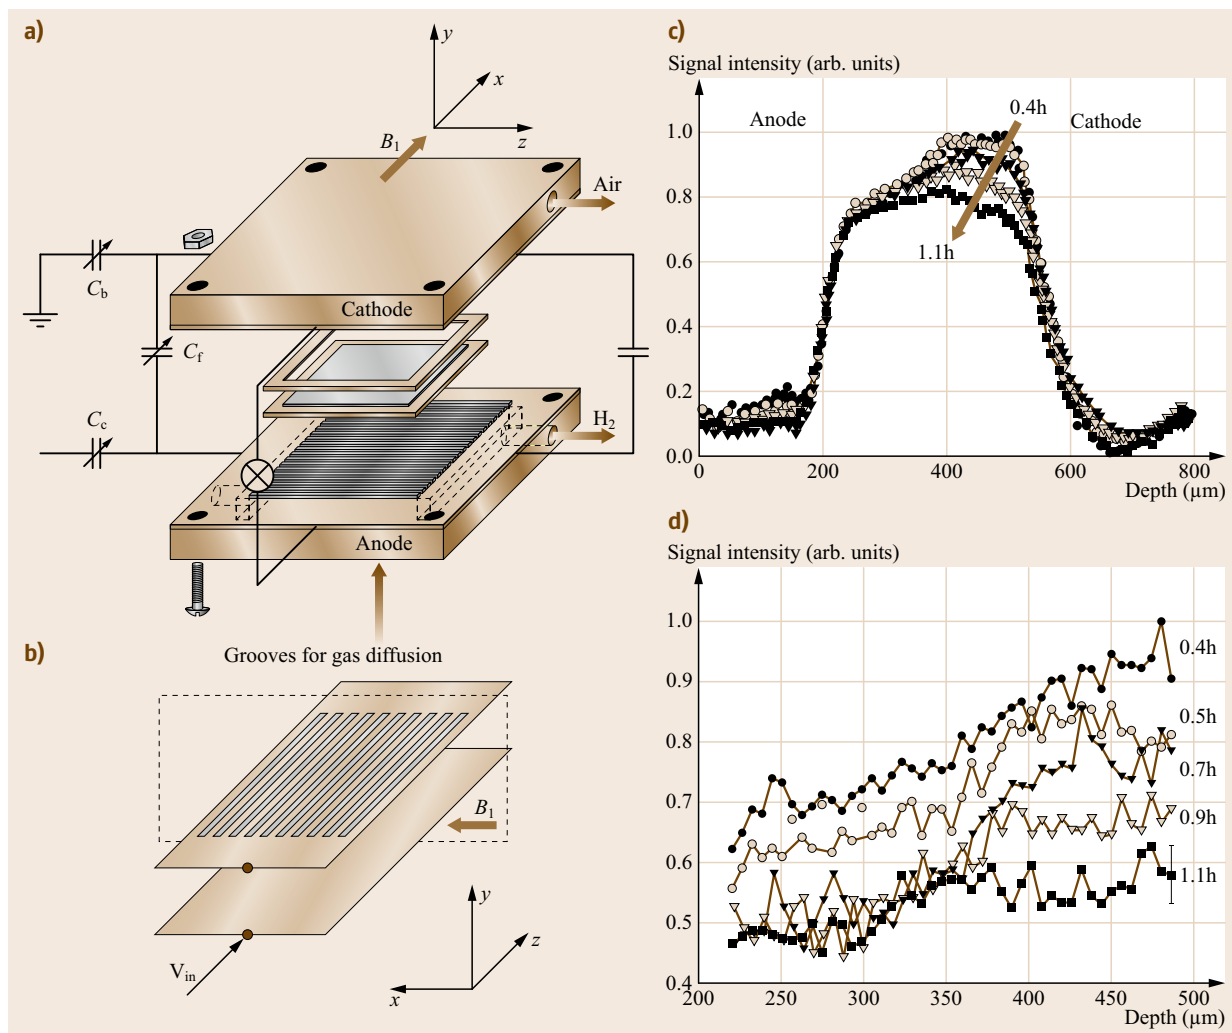 a)
y
x
z
B1
Air
Cb
Cathode
Cf
Cc
H2
Anode
b)
Grooves for gas diffusion
B1
Vin
y
z
x
c)
Signal intensity (arb. units)
Anode
0.4h
Cathode
1.1h
1.0
0.8
0.6
0.4
0.2
0.0
0
200
400
600
800
Depth (µm)
d)
Signal intensity (arb. units)
1.0
0.9
0.8
0.7
0.6
0.5
0.4
0.4h
0.5h
0.7h
0.9h
1.1h
200
250
300
350
400
450
500
Depth (µm)